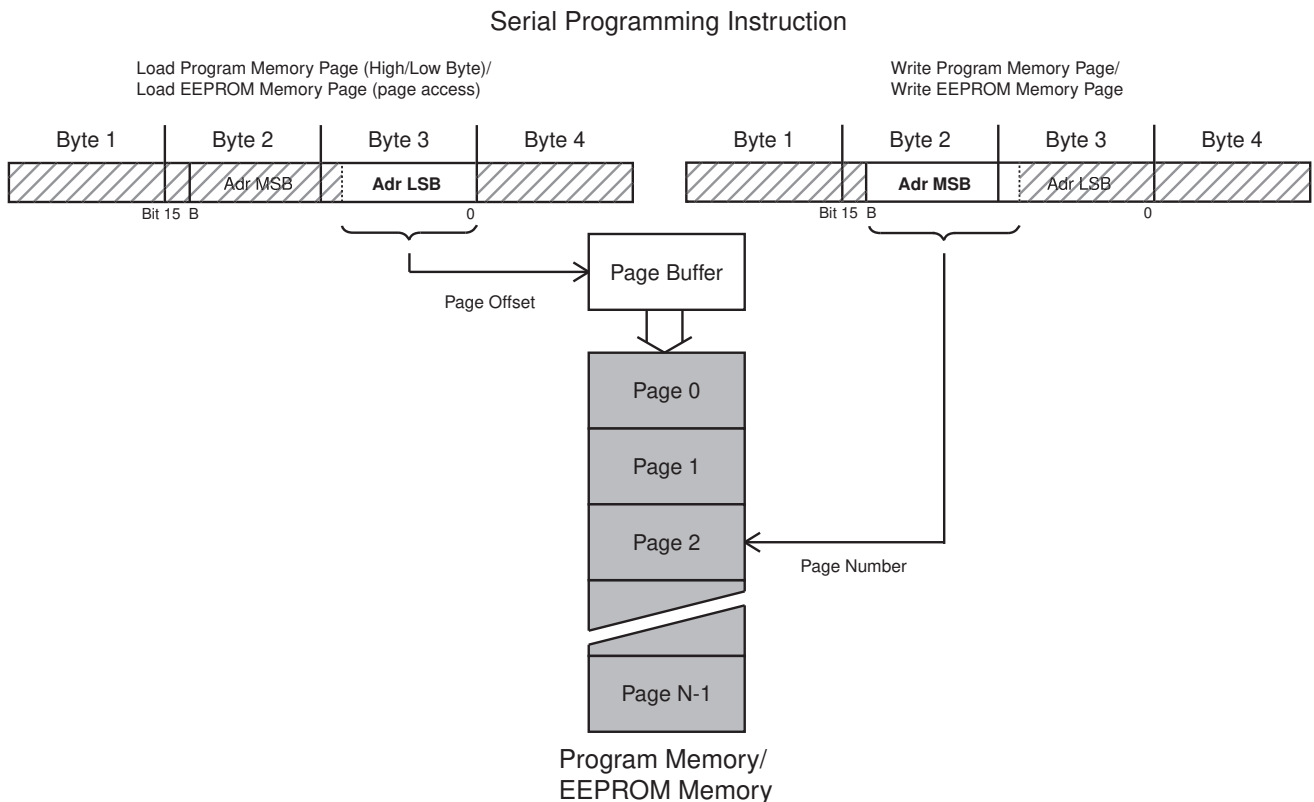 Serial Programming Instruction
Load Program Memory Page (High/Low Byte)/
Load EEPROM Memory Page (page access)
Write Program Memory Page/
Write EEPROM Memory Page
Byte 1 Byte 2 Byte 3 Byte 4
Byte 1 Byte 2 Byte 3 Byte 4
Adr MSB Adr LSB
Adr MSB Adr LSB
Bit 15 B 0
Bit 15 B 0
Page Buffer
Page Offset
Page 0
Page 1
Page 2
Page Number
Page N-1
Program Memory/
EEPROM Memory